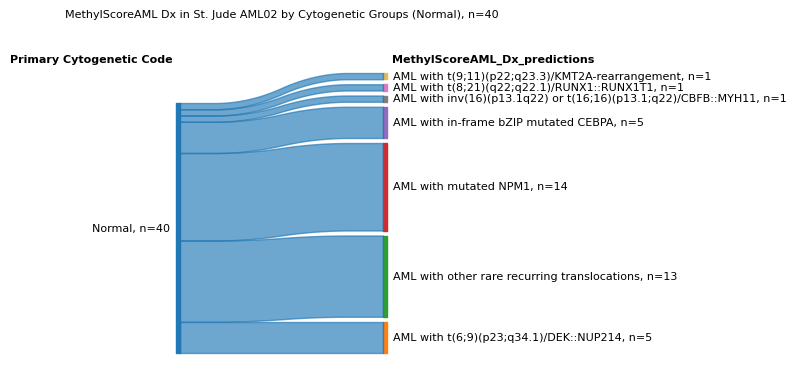 MethylScoreAML Dx in St. Jude AML02 by Cytogenetic Groups (Normal), n=40
Primary Cytogenetic Code
MethylScoreAML_Dx_predictions
AML with t(9;11)(p22;q23.3)/KMT2A-rearrangement, n=1
AML with t(8;21)(q22;q22.1)/RUNX1::RUNX1T1, n=1
AML with inv(16)(p13.1q22) or t(16;16)(p13.1;q22)/CBFB::MYH11, n=1
AML with in-frame bZIP mutated CEBPA, n=5
AML with mutated NPM1, n=14
Normal, n=40
AML with other rare recurring translocations, n=13
AML with t(6;9)(p23;q34.1)/DEK::NUP214, n=5